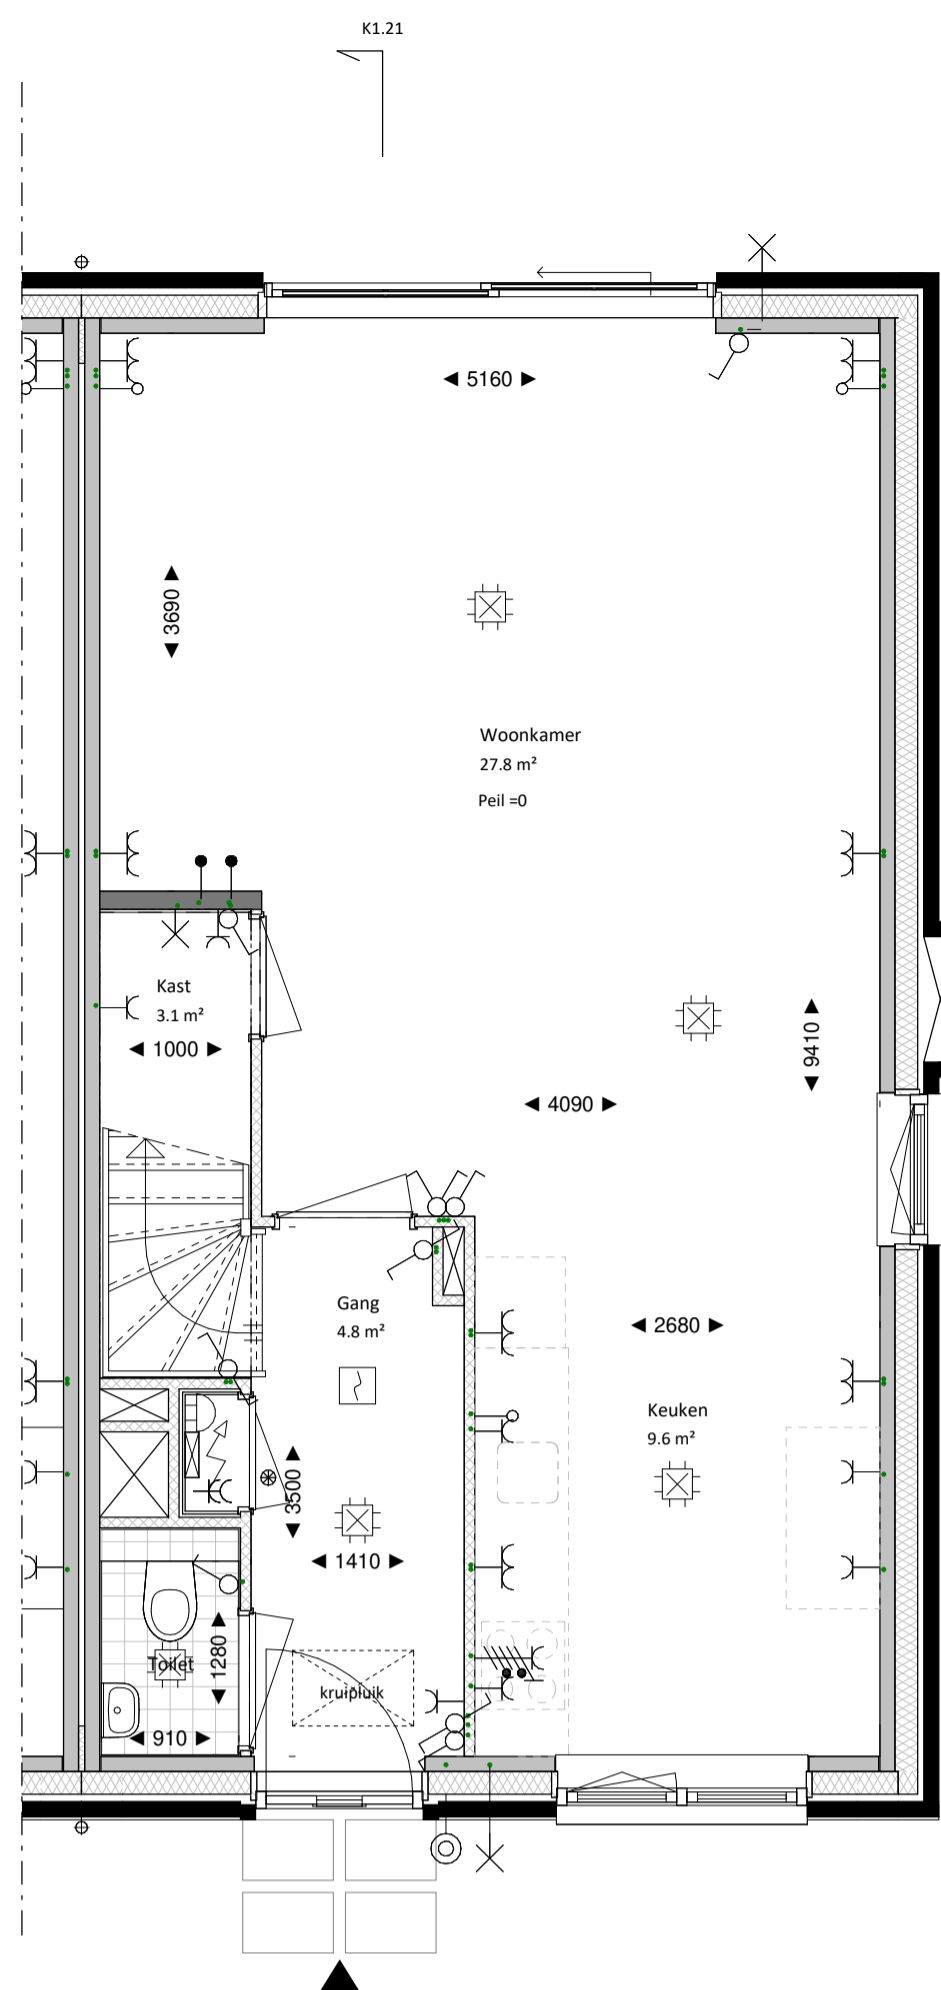 K1.21
◄ 5160 ►
◄ 3690 ►
Woonkamer
27.8 m²
Peil =0
Kast
3.1 m²
◄ 1000 ►
◄ 9410 ►
◄ 4090 ►
Gang
4.8 m²
◄ 2680 ►
Keuken
9.6 m²
◄ 3500 ►
◄ 1410 ►
Toilet
◄ 1280 ►
kruipluik
◄ 910 ►